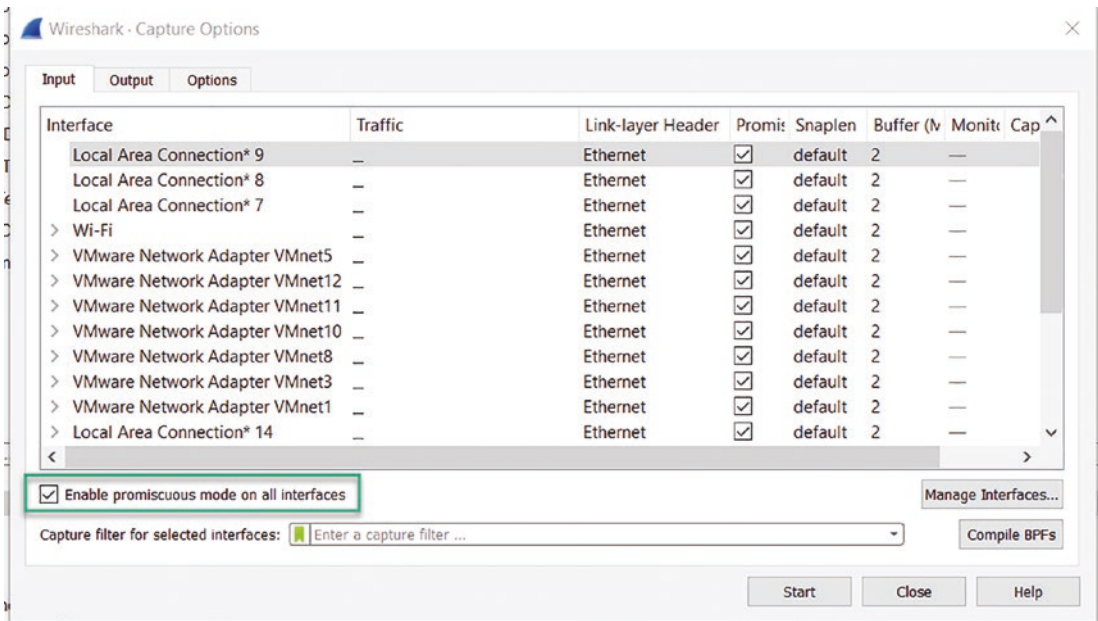 Wireshark · Capture Options
Input Output Options
Interface Traffic Link-layer Header Promis Snaplen Buffer (M Monito Cap
Local Area Connection* 9 _ Ethernet default 2 —
Local Area Connection* 8 _ Ethernet default 2 —
Local Area Connection* 7 _ Ethernet default 2 —
Wi-Fi _ Ethernet default 2 —
VMware Network Adapter VMnet5 _ Ethernet default 2 —
VMware Network Adapter VMnet12 _ Ethernet default 2 —
VMware Network Adapter VMnet11 _ Ethernet default 2 —
VMware Network Adapter VMnet10 _ Ethernet default 2 —
VMware Network Adapter VMnet8 _ Ethernet default 2 —
VMware Network Adapter VMnet3 _ Ethernet default 2 —
VMware Network Adapter VMnet1 _ Ethernet default 2 —
Local Area Connection* 14 _ Ethernet default 2 —
Enable promiscuous mode on all interfaces Manage Interfaces...
Capture filter for selected interfaces: Enter a capture filter ... Compile BPFs
Start Close Help